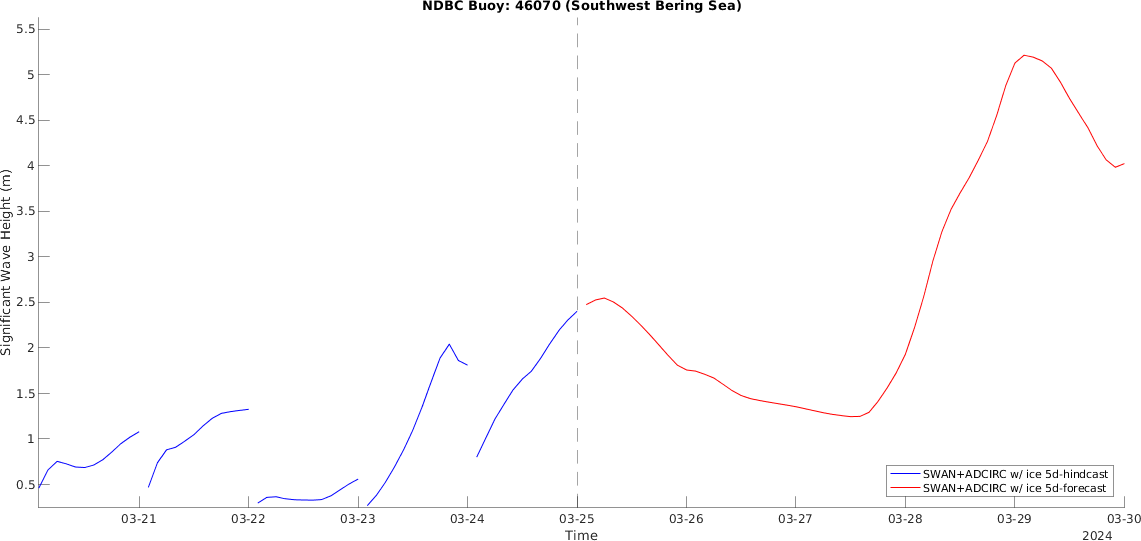 NDBC Buoy: 46070 (Southwest Bering Sea)
Significant Wave Height (m)
5.5
5
4.5
4
3.5
3
2.5
2
1.5
1
0.5
SWAN+ADCIRC w/ ice 5d-hindcast
SWAN+ADCIRC w/ ice 5d-forecast
03-21 03-22 03-23 03-24 03-25 03-26 03-27 03-28 03-29 03-30
Time
2024